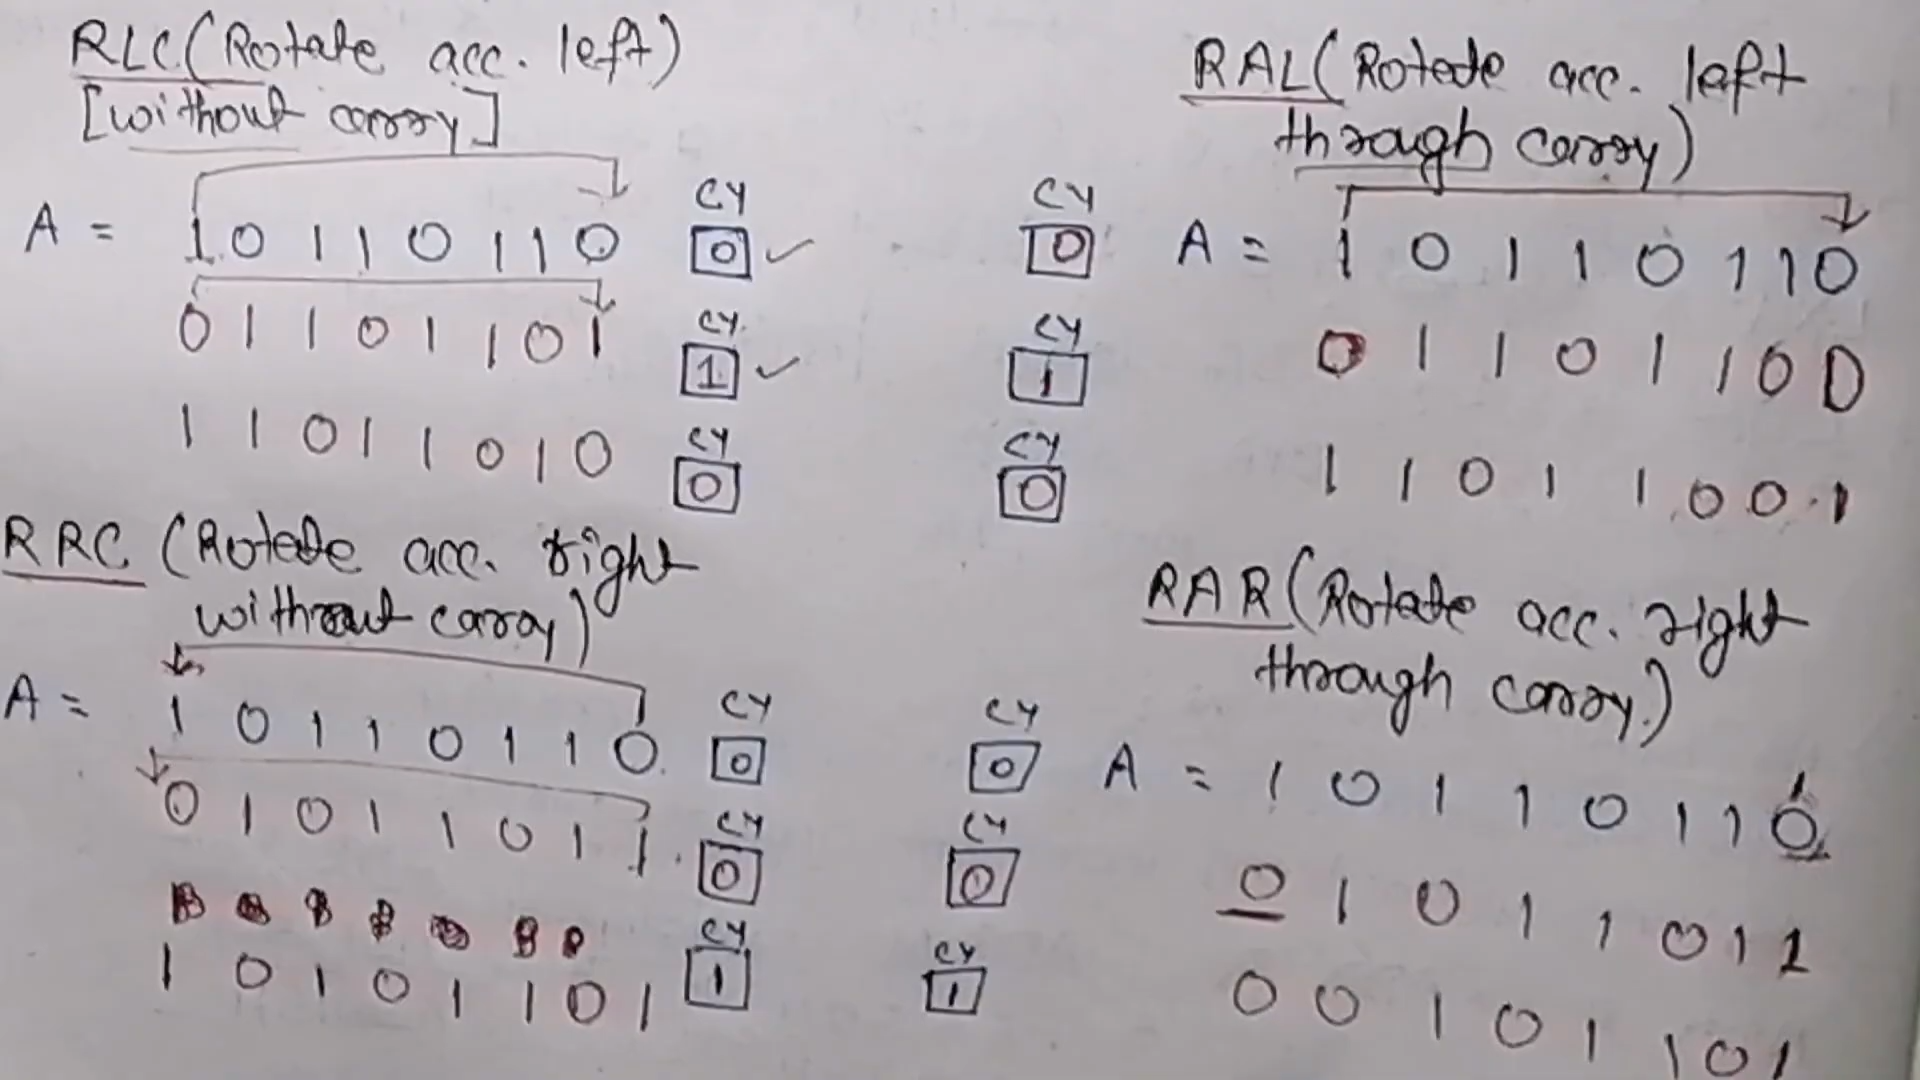 RLC (Rotate acc. left)
[without carry]
CY
A = 1 0 1 1 0 1 1 0 0
CY
0 1 1 0 1 1 0 1 1
CY
1 1 0 1 1 0 1 0 0
RRC (Rotate acc. right
without carry)
CY
A = 1 0 1 1 0 1 1 0 0
CY
0 1 0 1 1 0 1 1 0
CY
1 0 1 0 1 1 0 1 1
RAL (Rotate acc. left
through carry)
CY
0 A = 1 0 1 1 0 1 1 0
CY
1 0 1 1 0 1 1 0 0
CY
0 1 1 0 1 1 0 0 1
RAR (Rotate acc. right
through carry.)
CY
0 A = 1 0 1 1 0 1 1 0
CY
0 0 1 0 1 1 0 1 1
CY
1 0 0 1 0 1 1 0 1